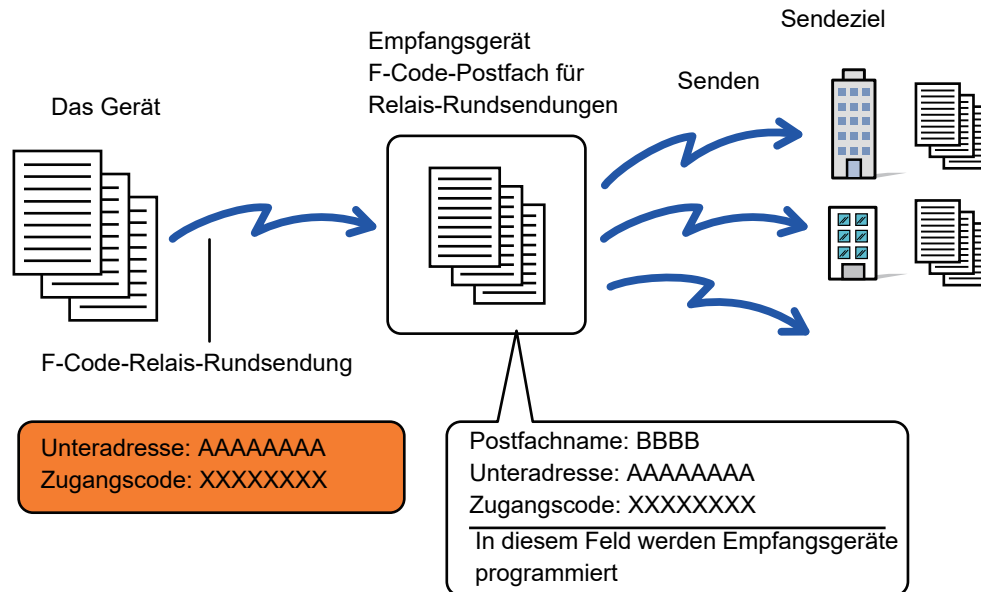 Sendeziel
Empfangsgerät
F-Code-Postfach für
Relais-Rundsendungen
Senden
Das Gerät
F-Code-Relais-Rundsendung
Unteradresse: AAAAAAAA
Zugangscode: XXXXXXXX
Postfachname: BBBB
Unteradresse: AAAAAAAA
Zugangscode: XXXXXXXX
In diesem Feld werden Empfangsgeräte
programmiert